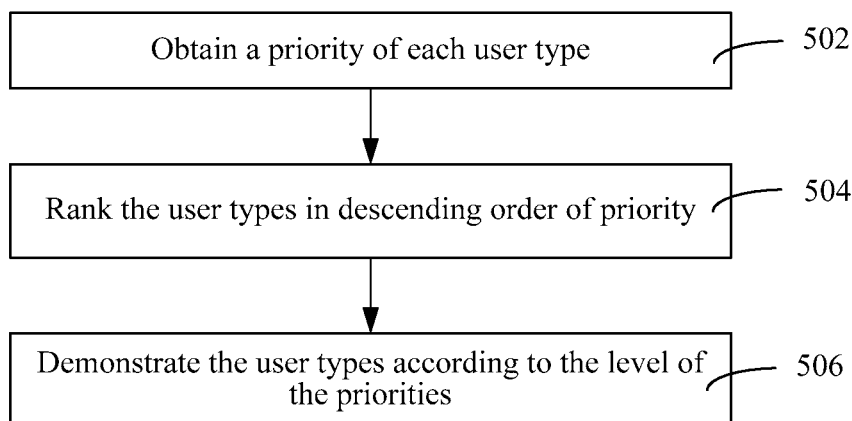 Obtain a priority of each user type
502
Rank the user types in descending order of priority
504
Demonstrate the user types according to the level of
the priorities
506